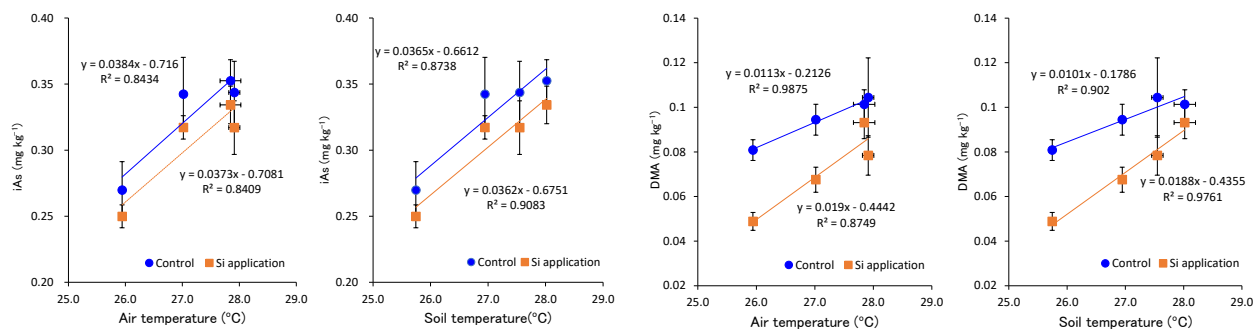 0.40
0.35
0.30
0.25
0.20
iAs (mg kg⁻¹)
y = 0.0384x - 0.716
R² = 0.8434
y = 0.0373x - 0.7081
R² = 0.8409
Control
Si application
25.0 26.0 27.0 28.0 29.0
Air temperature (°C)
0.40
0.35
0.30
0.25
0.20
iAs (mg kg⁻¹)
y = 0.0365x - 0.6612
R² = 0.8738
y = 0.0362x - 0.6751
R² = 0.9083
Control
Si application
25.0 26.0 27.0 28.0 29.0
Soil temperature(°C)
0.14
0.12
0.1
0.08
0.06
0.04
0.02
DMA (mg kg⁻¹)
y = 0.0113x - 0.2126
R² = 0.9875
y = 0.019x - 0.4442
R² = 0.8749
Control
Si application
25.0 26.0 27.0 28.0 29.0
Air temperature (°C)
0.14
0.12
0.1
0.08
0.06
0.04
0.02
DMA (mg kg⁻¹)
y = 0.0101x - 0.1786
R² = 0.902
y = 0.0188x - 0.4355
R² = 0.9761
Control
Si application
25.0 26.0 27.0 28.0 29.0
Soil temperature (°C)